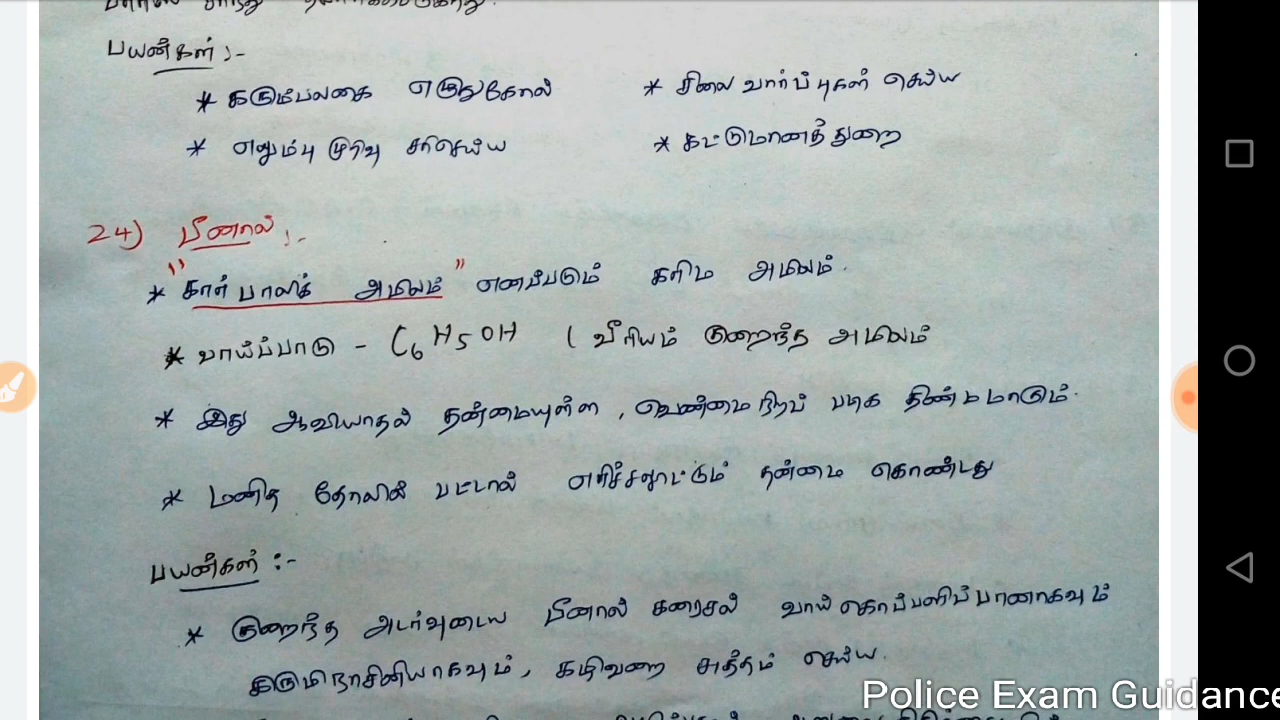 பயன்கள் :-
* கரும்பலகை எழுதுகோல் * சிலை வார்ப்புகள் செய்ய
* எலும்பு முறிவு சரிசெய்ய * கட்டுமானத்துறை
24) பீனால் :-
* "கார்பாலிக் அமிலம்" எனப்படும் கரிம அமிலம்.
* வாய்ப்பாடு - C6H5OH ( வீரியம் குறைந்த அமிலம்
* இது ஆவியாதல் தன்மையுள்ள, வெண்மை நிறப் படிக திண்மமாகும்.
* மனித தோலில் பட்டால் எரிச்சலூட்டும் தன்மை கொண்டது
பயன்கள் :-
* குறைந்த அடர்வுடைய பீனால் கரைசல் வாய் கொப்பளிப்பானாகவும்
கிருமிநாசினியாகவும், கழிவறை சுத்தம் செய்ய.
Police Exam Guidance